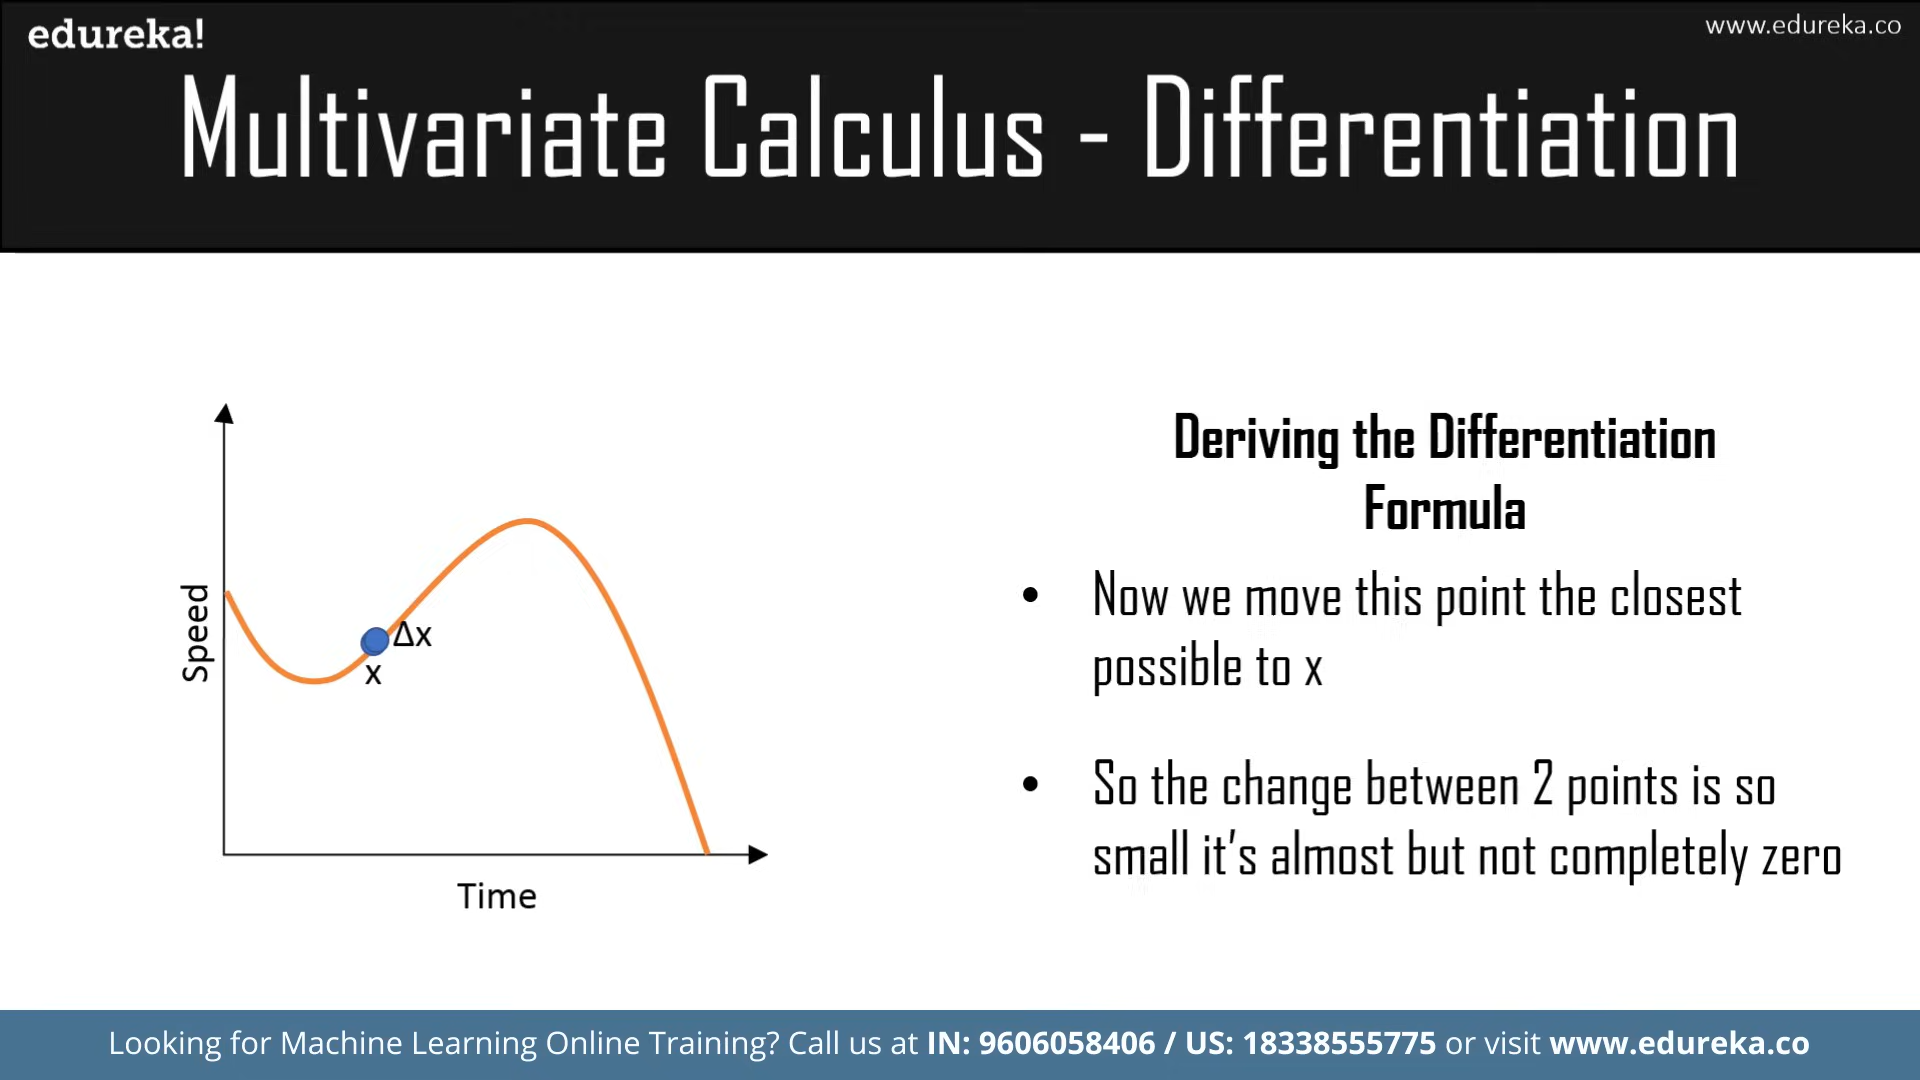 edureka!
www.edureka.co
Multivariate Calculus - Differentiation
Speed
Δx
x
Time
Deriving the Differentiation
Formula
• Now we move this point the closest
possible to x
• So the change between 2 points is so
small it's almost but not completely zero
Looking for Machine Learning Online Training? Call us at IN: 9606058406 / US: 18338555775 or visit www.edureka.co